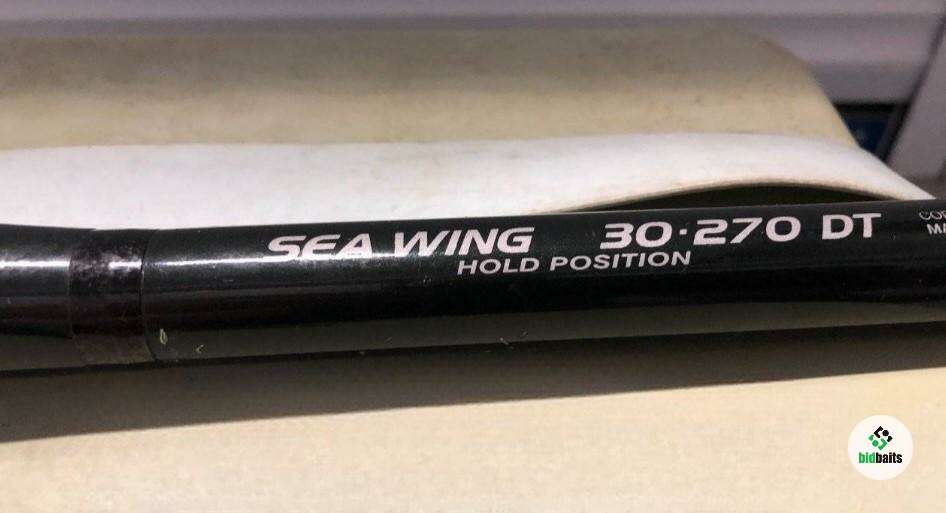 SEA WING 30·270 DT
HOLD POSITION
bidbaits